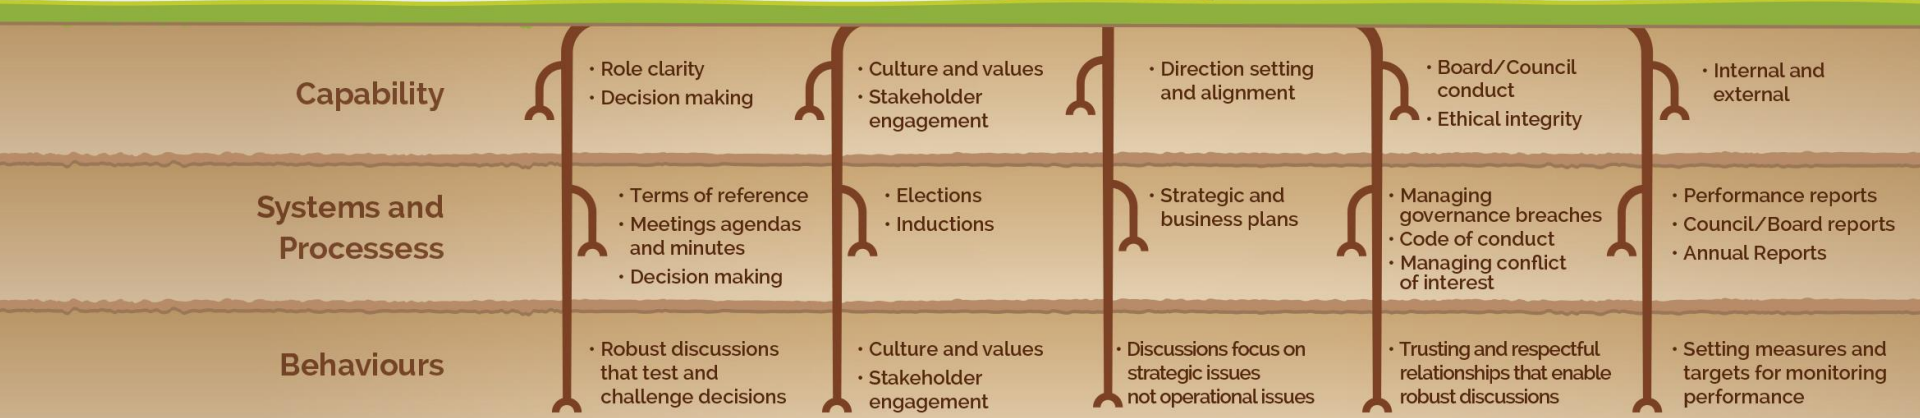 Capability
• Role clarity
• Decision making
• Culture and values
• Stakeholder
engagement
• Direction setting
and alignment
• Board/Council
conduct
• Ethical integrity
• Internal and
external
Systems and
Processess
• Terms of reference
• Meetings agendas
and minutes
• Decision making
• Elections
• Inductions
• Strategic and
business plans
• Managing
governance breaches
• Code of conduct
• Managing conflict
of interest
• Performance reports
• Council/Board reports
• Annual Reports
Behaviours
• Robust discussions
that test and
challenge decisions
• Culture and values
• Stakeholder
engagement
• Discussions focus on
strategic issues
not operational issues
• Trusting and respectful
relationships that enable
robust discussions
• Setting measures and
targets for monitoring
performance